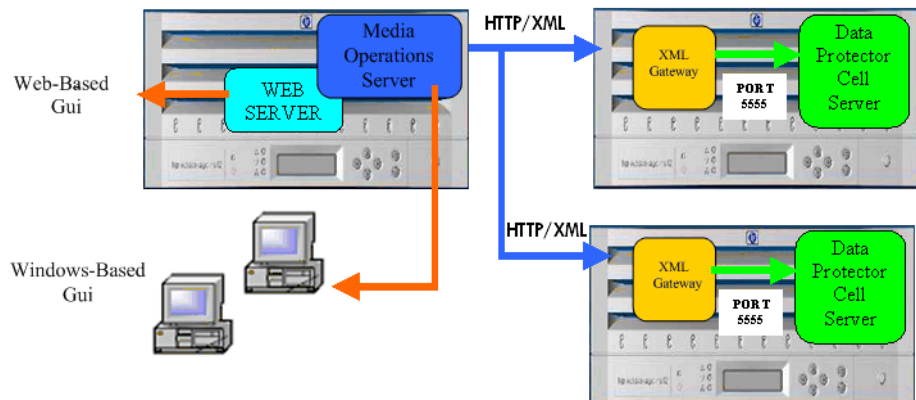 HTTP/XML
Media
Operations
Server
WEB
SERVER
Web-Based
Gui
XML
Gateway
PORT
5555
Data
Protector
Cell
Server
HTTP/XML
Windows-Based
Gui
XML
Gateway
PORT
5555
Data
Protector
Cell
Server